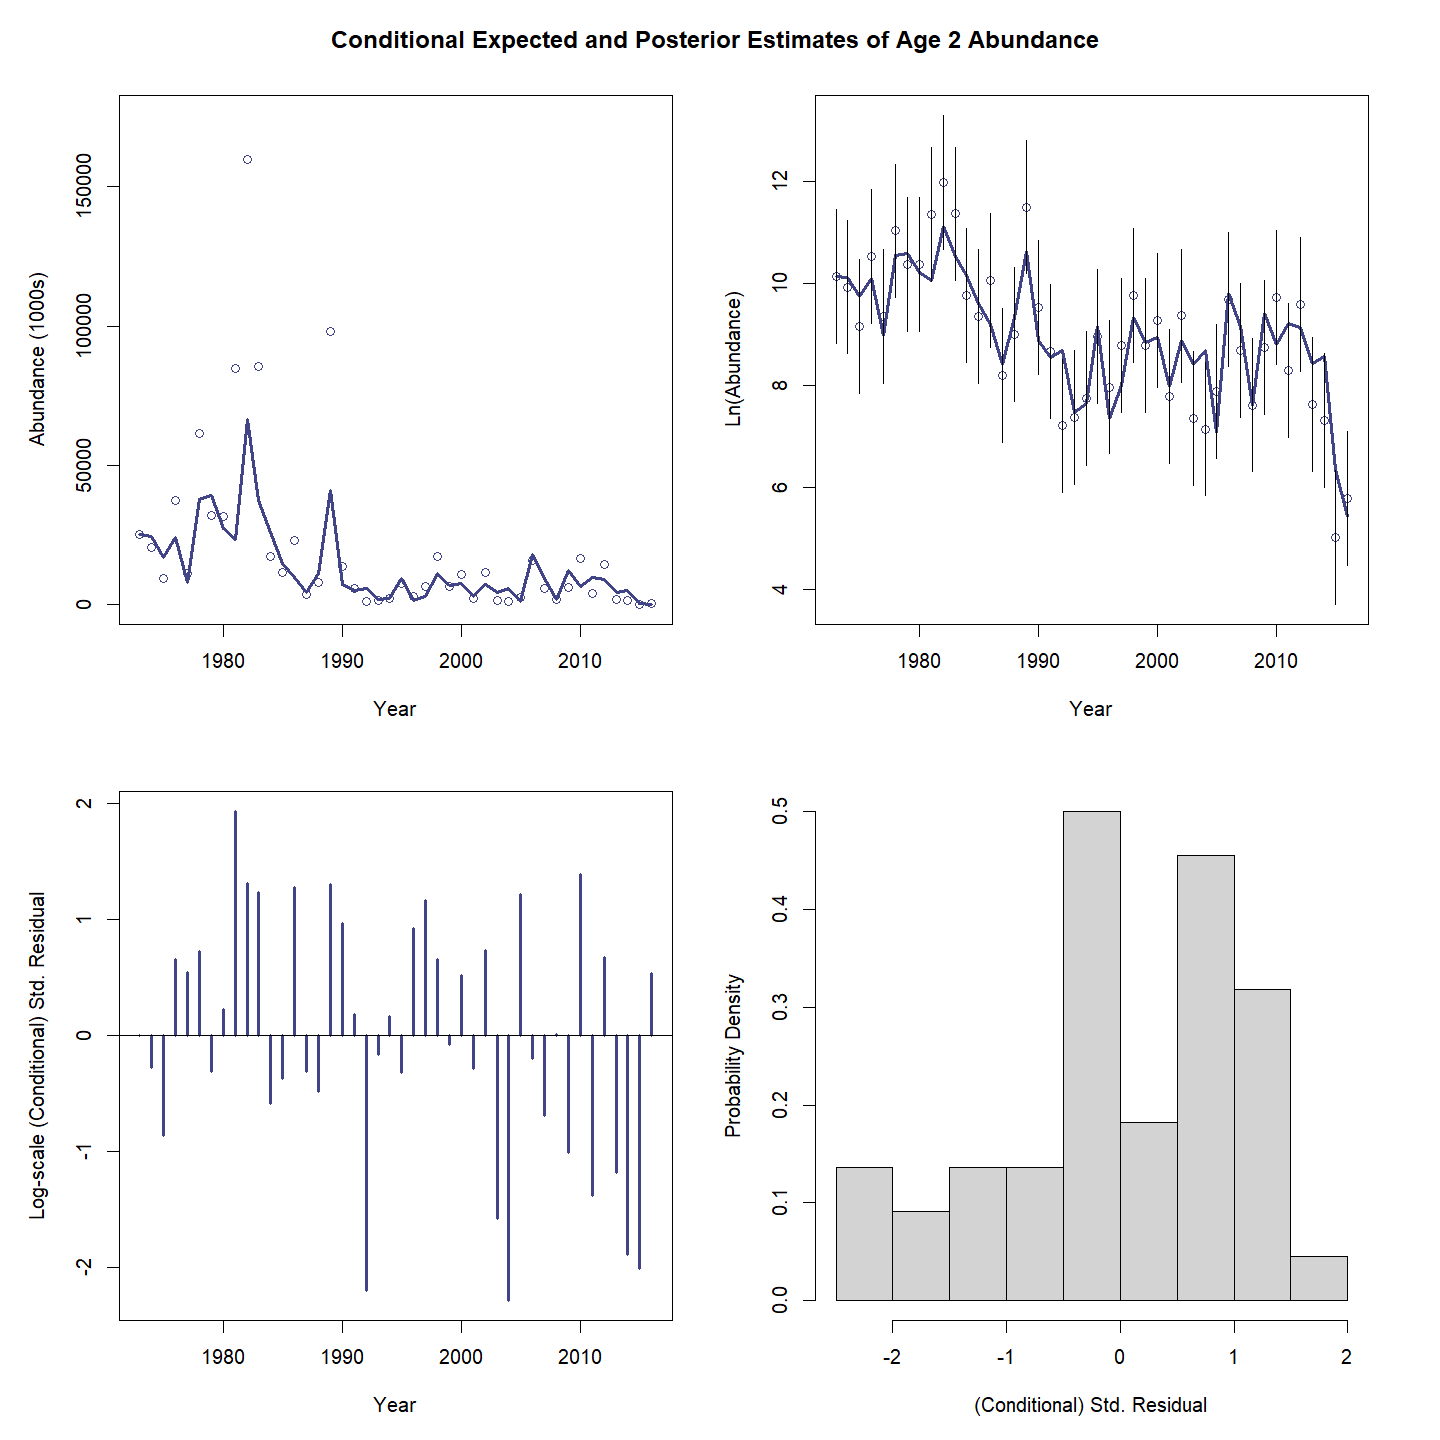 Conditional Expected and Posterior Estimates of Age 2 Abundance
Abundance (1000s)
150000
100000
50000
0
1980 1990 2000 2010
Year
Ln(Abundance)
12
10
8
6
4
1980 1990 2000 2010
Year
Log-scale (Conditional) Std. Residual
2
1
0
-1
-2
1980 1990 2000 2010
Year
Probability Density
0.5
0.4
0.3
0.2
0.1
0.0
-2 -1 0 1 2
(Conditional) Std. Residual